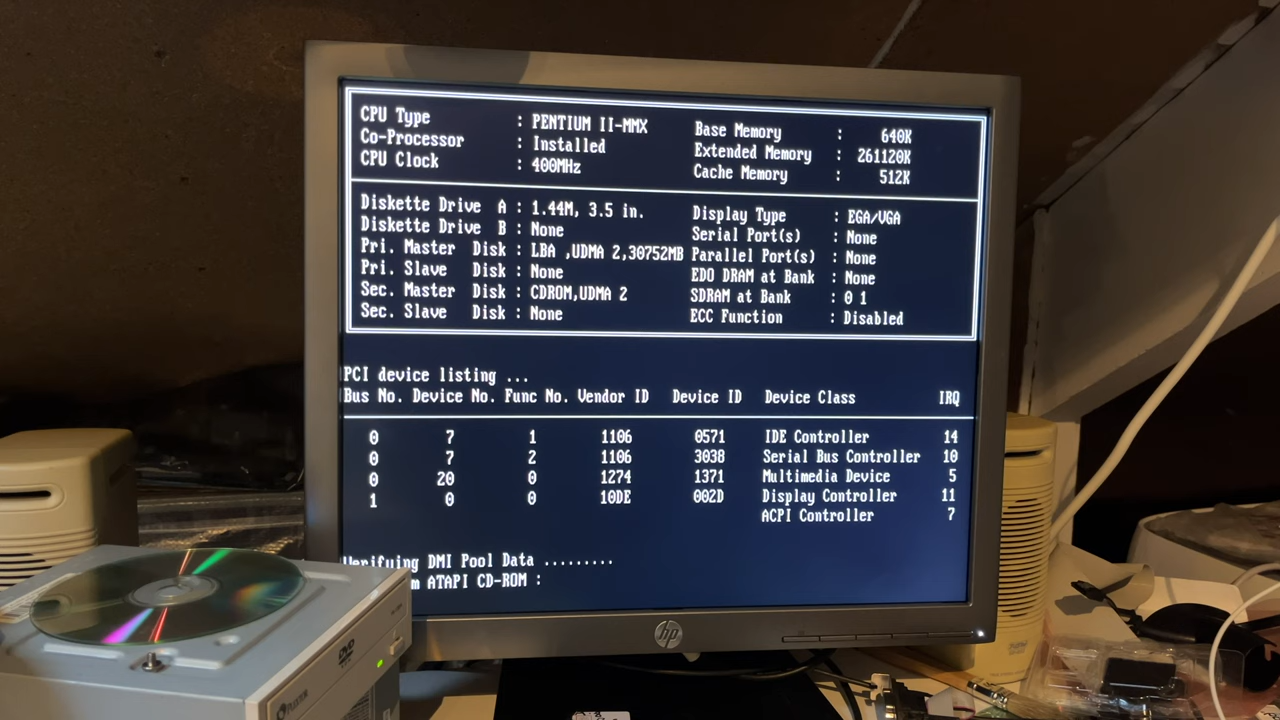 CPU Type : PENTIUM II-MMX Base Memory : 640K
Co-Processor : Installed Extended Memory : 261120K
CPU Clock : 400MHz Cache Memory : 512K
Diskette Drive A : 1.44M, 3.5 in. Display Type : EGA/VGA
Diskette Drive B : None Serial Port(s) : None
Pri. Master Disk : LBA ,UDMA 2,30752MB Parallel Port(s) : None
Pri. Slave Disk : None EDO DRAM at Bank : None
Sec. Master Disk : CDROM,UDMA 2 SDRAM at Bank : 0 1
Sec. Slave Disk : None ECC Function : Disabled
PCI device listing ...
Bus No. Device No. Func No. Vendor ID Device ID Device Class IRQ
0 7 1 1106 0571 IDE Controller 14
0 7 2 1106 3038 Serial Bus Controller 10
0 20 0 1274 1371 Multimedia Device 5
1 0 0 10DE 002D Display Controller 11
ACPI Controller 7
Verifying DMI Pool Data .........
m ATAPI CD-ROM :
hp
DVD
PLEXTOR